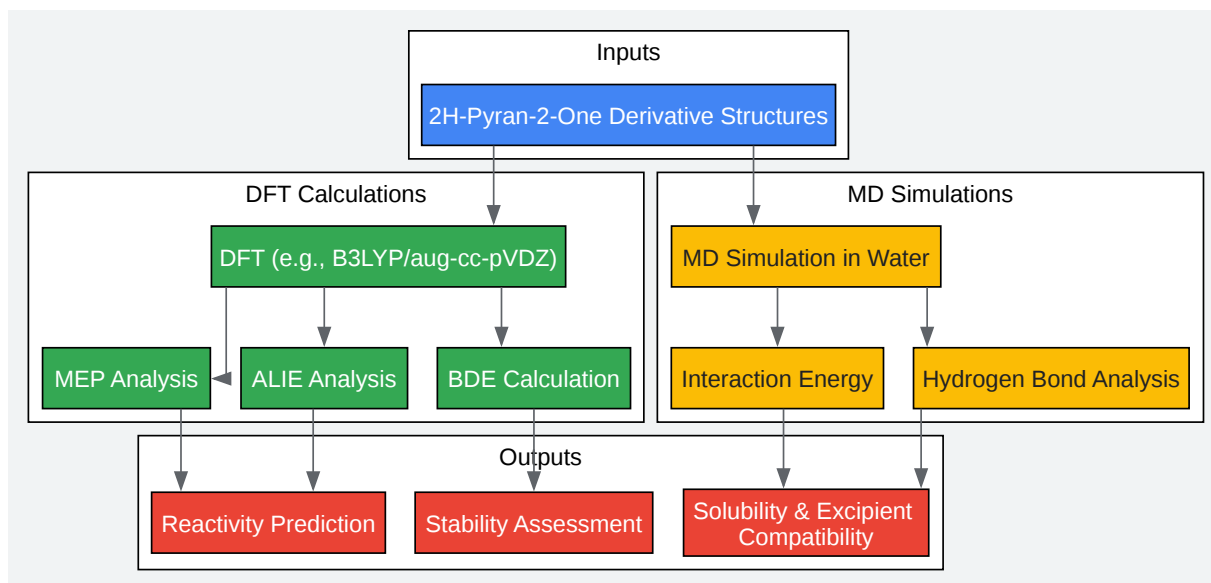 Inputs
2H-Pyran-2-One Derivative Structures
DFT Calculations
MD Simulations
DFT (e.g., B3LYP/aug-cc-pVDZ)
MD Simulation in Water
MEP Analysis
ALIE Analysis
BDE Calculation
Interaction Energy
Hydrogen Bond Analysis
Outputs
Reactivity Prediction
Stability Assessment
Solubility & Excipient
Compatibility